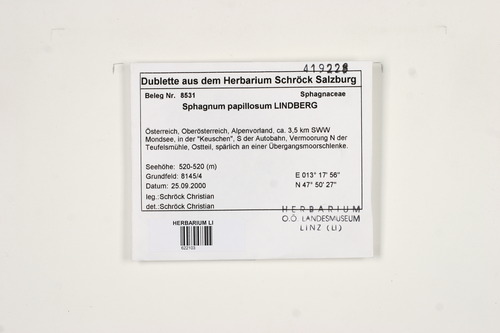 419228
Dublette aus dem Herbarium Schröck Salzburg
Beleg Nr. 8531 Sphagnaceae
Sphagnum papillosum LINDBERG
Österreich, Oberösterreich, Alpenvorland, ca. 3,5 km SWW
Mondsee, in der "Keuschen", S der Autobahn, Vermoorung N der
Teufelsmühle, Ostteil, spärlich an einer Übergangsmoorschlenke.
Seehöhe: 520-520 (m)
Grundfeld: 8145/4 E 013° 17' 56"
Datum: 25.09.2000 N 47° 50' 27"
leg.:Schröck Christian
det.:Schröck Christian
HERBARIUM
O.Ö. LANDESMUSEUM
LINZ (LI)
HERBARIUM LI
622103